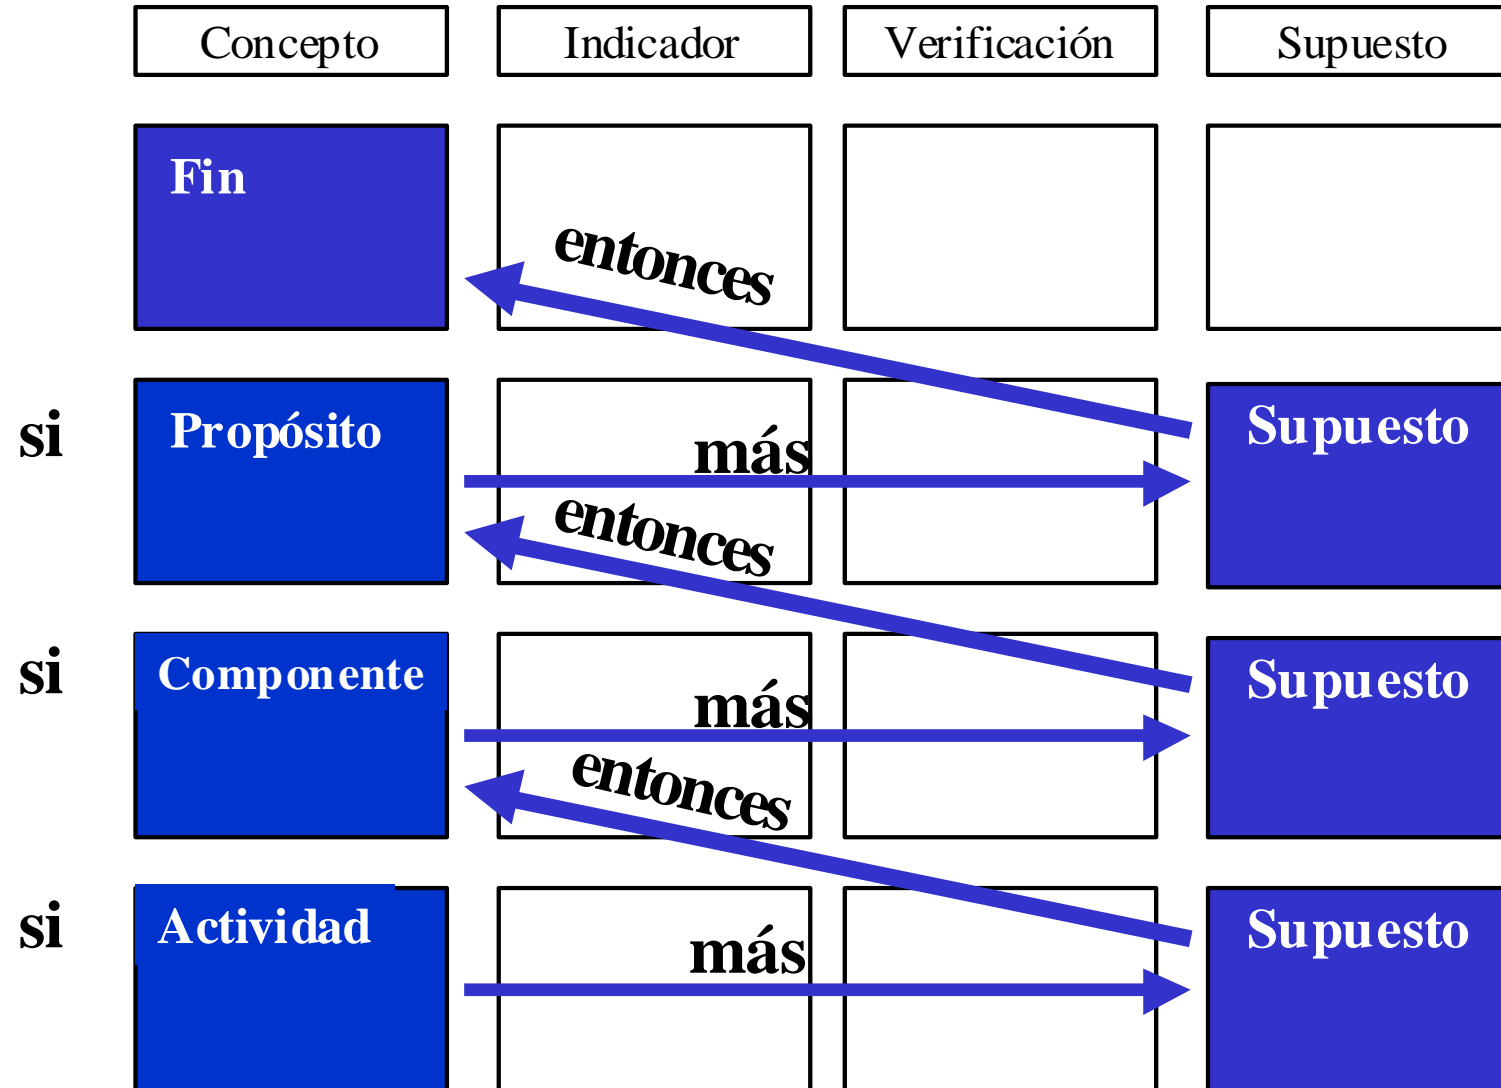 Concepto
Indicador
Verificación
Supuesto
Fin
entonces
si
Propósito
más
Supuesto
entonces
si
Componente
más
Supuesto
entonces
si
Actividad
más
Supuesto